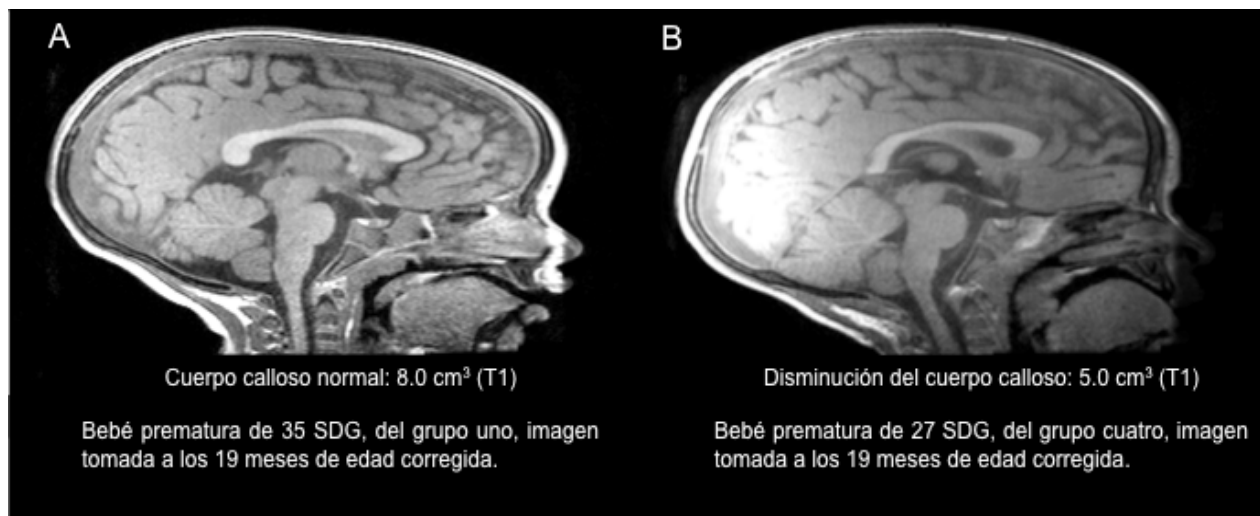 A
B
Cuerpo calloso normal: 8.0 cm³ (T1)
Disminución del cuerpo calloso: 5.0 cm³ (T1)
Bebé prematura de 35 SDG, del grupo uno, imagen
tomada a los 19 meses de edad corregida.
Bebé prematura de 27 SDG, del grupo cuatro, imagen
tomada a los 19 meses de edad corregida.